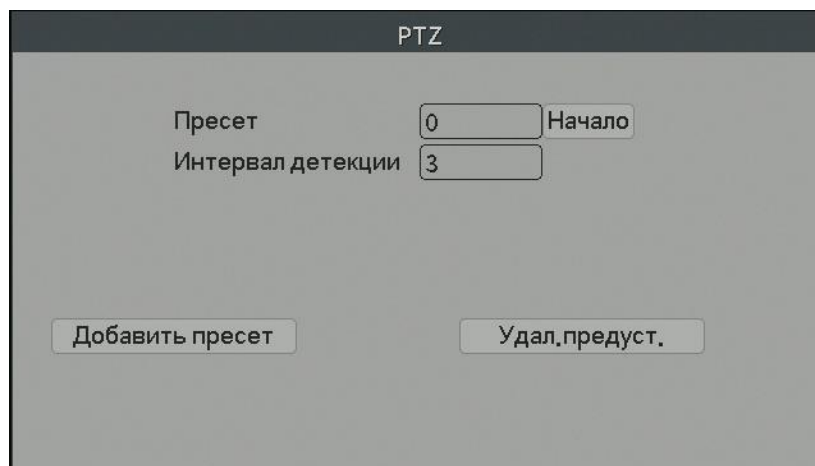 PTZ
Пресет 0 Начало
Интервал детекции 3
Добавить пресет Удал.предуст.